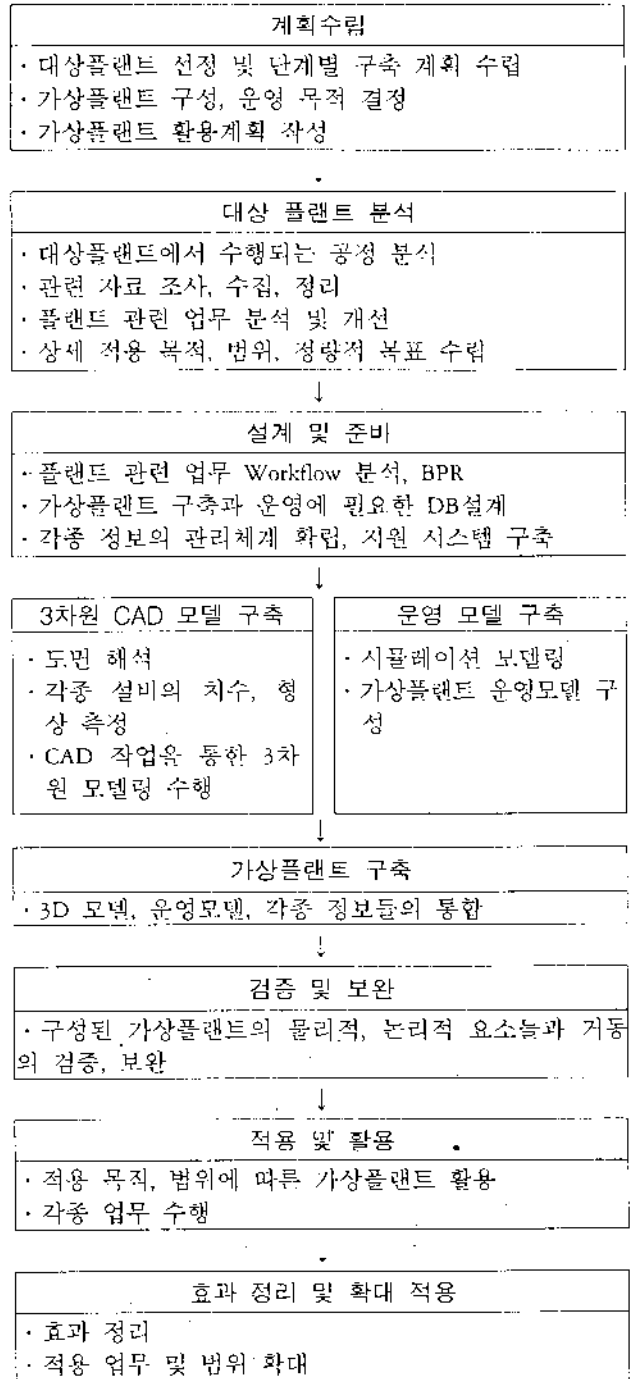 계획수립
· 대상플랜트 선정 및 단계별 구축 계획 수립
· 가상플랜트 구성, 운영 목적 결정
· 가상플랜트 활용계획 작성
대상 플랜트 분석
· 대상플랜트에서 수행되는 공정 분석
· 관련 자료 조사, 수집, 정리
· 플랜트 관련 업무 분석 및 개선
· 상세 적용 목적, 범위, 정량적 목표 수립
↓
설계 및 준비
· 플랜트 관련 업무 Workflow 분석, BPR
· 가상플랜트 구축과 운영에 필요한 DB설계
· 각종 정보의 관리체계 확립, 지원 시스템 구축
↓
3차원 CAD 모델 구축
· 도면 해석
· 각종 설비의 치수, 형
상 측정
· CAD 작업을 통한 3차
원 모델링 수행
운영 모델 구축
· 시뮬레이션 모델링
· 가상플랜트 운영모델 구
성
↓
가상플랜트 구축
· 3D 모델, 운영모델, 각종 정보들의 통합
↓
검증 및 보완
· 구성된 가상플랜트의 물리적, 논리적 요소들과 거동
의 검증, 보완
↓
적용 및 활용
· 적용 목적, 범위에 따른 가상플랜트 활용
· 각종 업무 수행
효과 정리 및 확대 적용
· 효과 정리
· 적용 업무 및 범위 확대